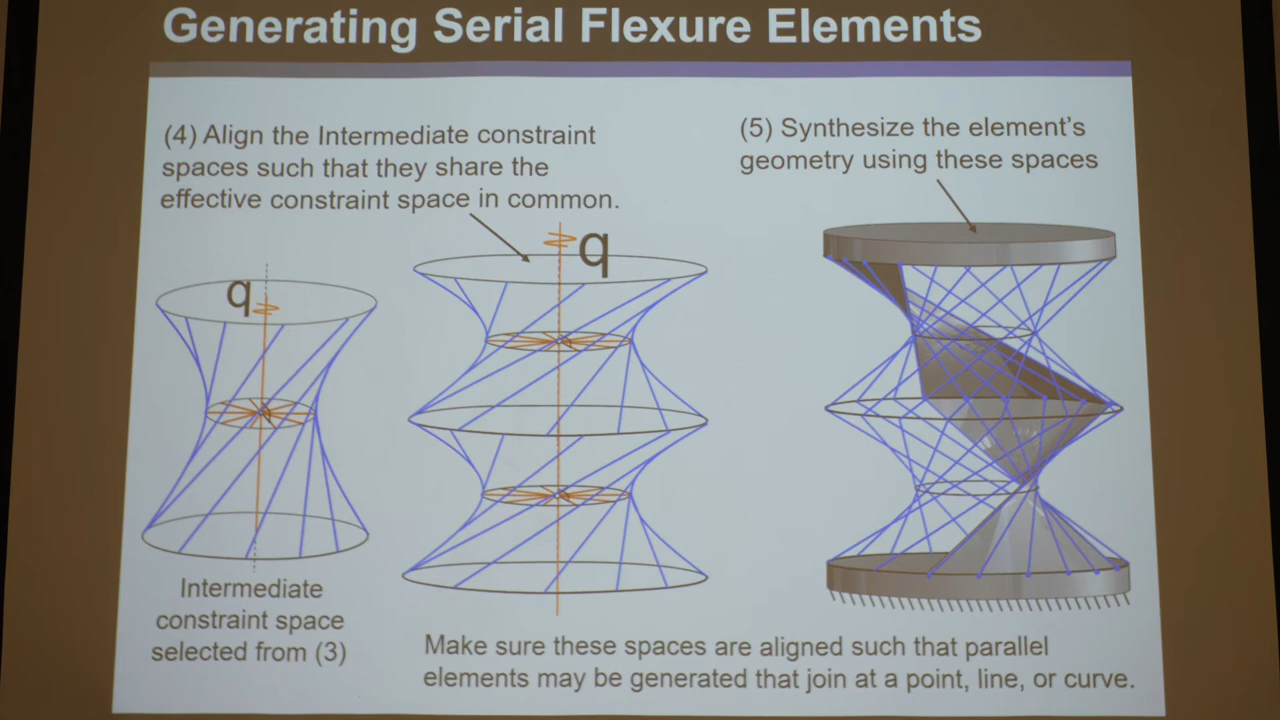 Generating Serial Flexure Elements
(4) Align the Intermediate constraint
spaces such that they share the
effective constraint space in common.
(5) Synthesize the element's
geometry using these spaces
q
q
Intermediate
constraint space
selected from (3)
Make sure these spaces are aligned such that parallel
elements may be generated that join at a point, line, or curve.